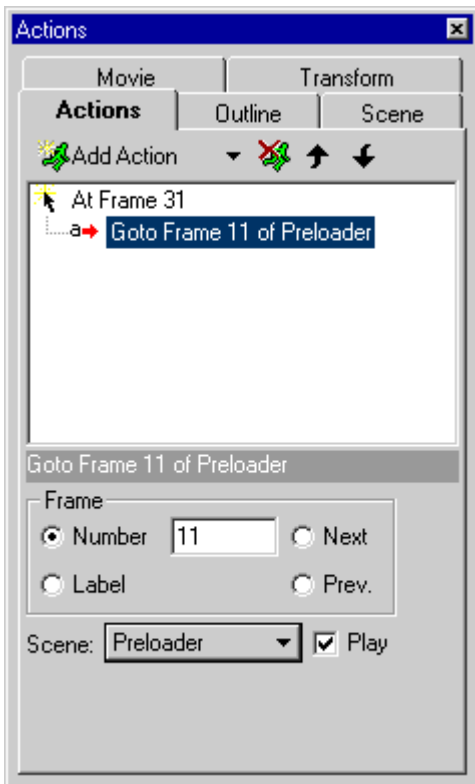 Actions
Movie Transform
Actions Outline Scene
Add Action
At Frame 31
a Goto Frame 11 of Preloader
Goto Frame 11 of Preloader
Frame
Number 11 Next
Label Prev.
Scene: Preloader Play